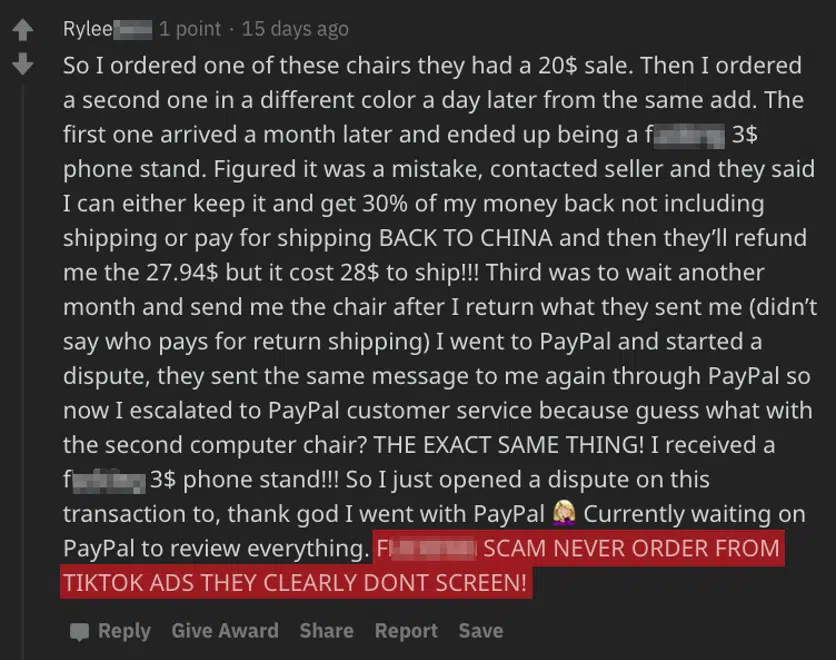 Rylee 1 point · 15 days ago
So I ordered one of these chairs they had a 20$ sale. Then I ordered
a second one in a different color a day later from the same add. The
first one arrived a month later and ended up being a f 3$
phone stand. Figured it was a mistake, contacted seller and they said
I can either keep it and get 30% of my money back not including
shipping or pay for shipping BACK TO CHINA and then they’ll refund
me the 27.94$ but it cost 28$ to ship!!! Third was to wait another
month and send me the chair after I return what they sent me (didn’t
say who pays for return shipping) I went to PayPal and started a
dispute, they sent the same message to me again through PayPal so
now I escalated to PayPal customer service because guess what with
the second computer chair? THE EXACT SAME THING! I received a
f 3$ phone stand!!! So I just opened a dispute on this
transaction to, thank god I went with PayPal 🤦🏼‍♀️ Currently waiting on
PayPal to review everything. F SCAM NEVER ORDER FROM
TIKTOK ADS THEY CLEARLY DONT SCREEN!
Reply Give Award Share Report Save